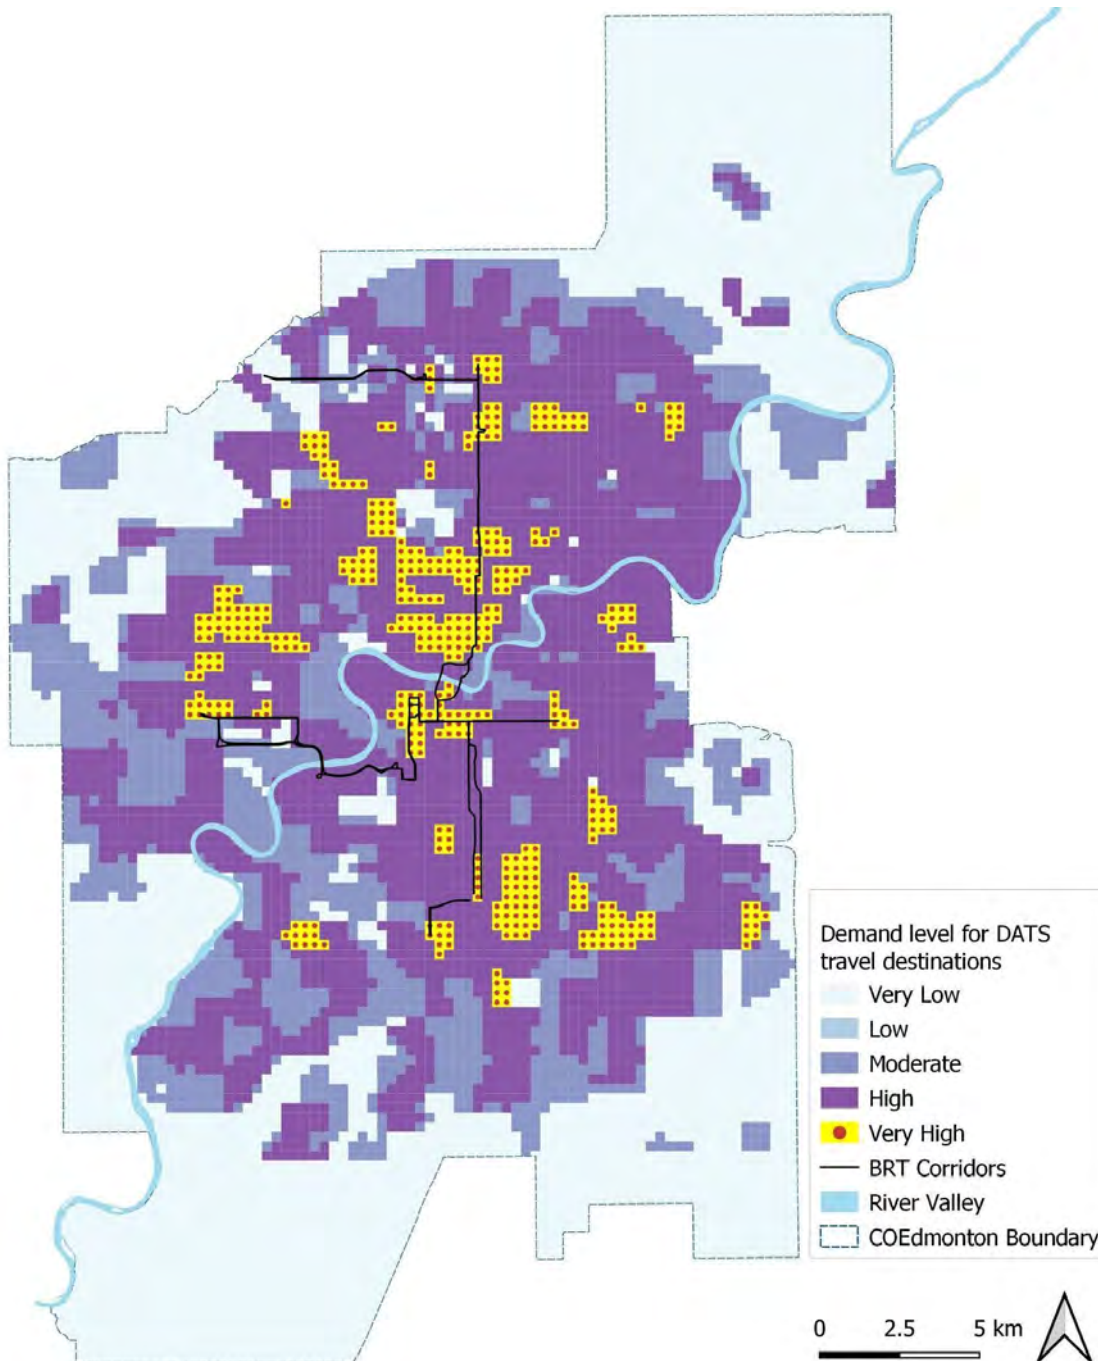 Demand level for DATS
travel destinations
Very Low
Low
Moderate
High
Very High
BRT Corridors
River Valley
COEdmonton Boundary
0 2.5 5 km